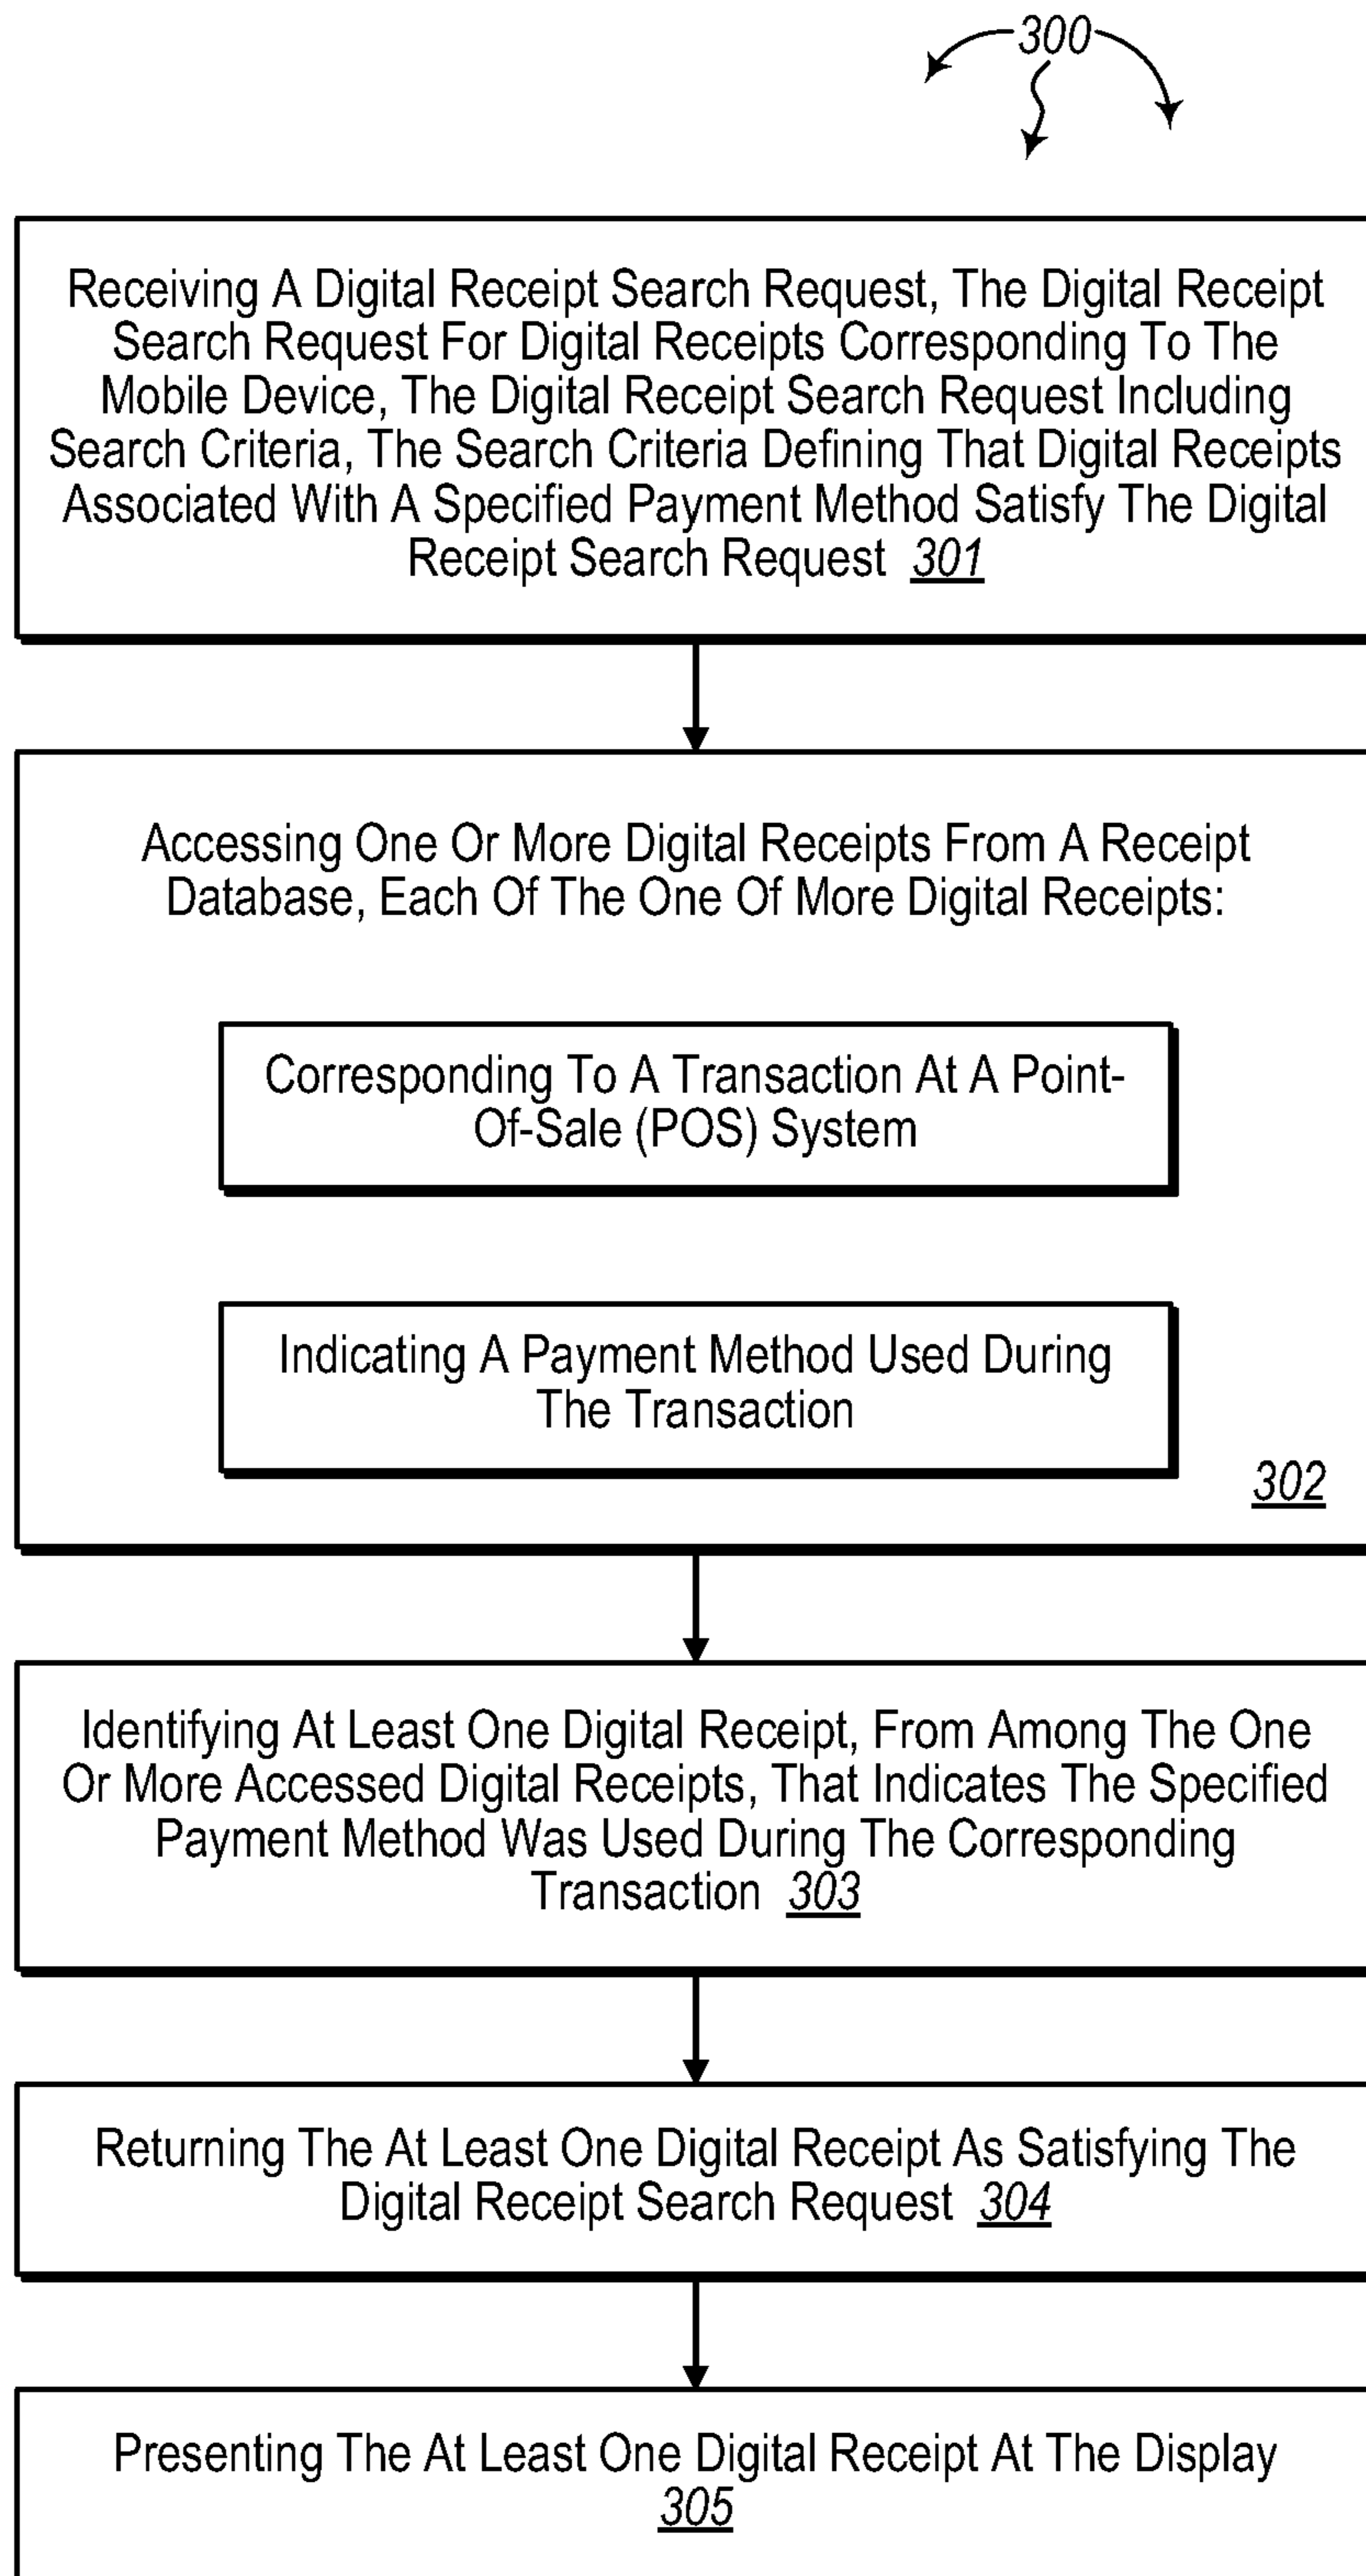 300
Receiving A Digital Receipt Search Request, The Digital Receipt
Search Request For Digital Receipts Corresponding To The
Mobile Device, The Digital Receipt Search Request Including
Search Criteria, The Search Criteria Defining That Digital Receipts
Associated With A Specified Payment Method Satisfy The Digital
Receipt Search Request 301
Accessing One Or More Digital Receipts From A Receipt
Database, Each Of The One Of More Digital Receipts:
Corresponding To A Transaction At A Point-
Of-Sale (POS) System
Indicating A Payment Method Used During
The Transaction
302
Identifying At Least One Digital Receipt, From Among The One
Or More Accessed Digital Receipts, That Indicates The Specified
Payment Method Was Used During The Corresponding
Transaction 303
Returning The At Least One Digital Receipt As Satisfying The
Digital Receipt Search Request 304
Presenting The At Least One Digital Receipt At The Display
305